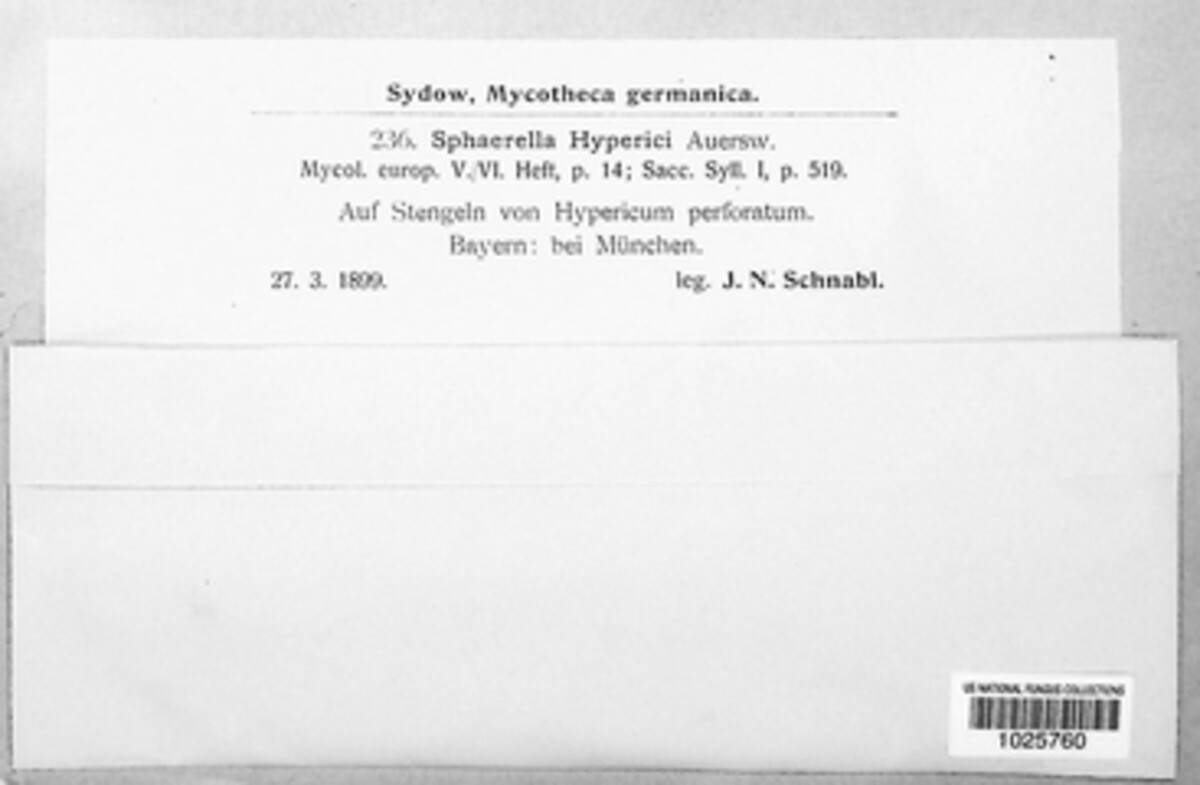 Sydow, Mycotheca germanica.
236. Sphaerella Hyperici Auersw.
Mycol. europ. V./VI. Heft, p. 14; Sacc. Syll. I, p. 519.
Auf Stengeln von Hypericum perforatum.
Bayern: bei München.
27. 3. 1899. leg. J. N. Schnabl.
US NATIONAL FUNGUS COLLECTIONS
1025760